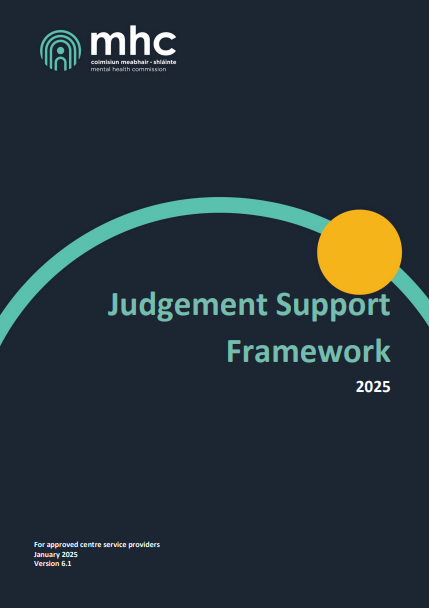 mhc
coimisiun meabhair - shláinte
mental health commission
Judgement Support
Framework
2025
For approved centre service providers
January 2025
Version 6.1